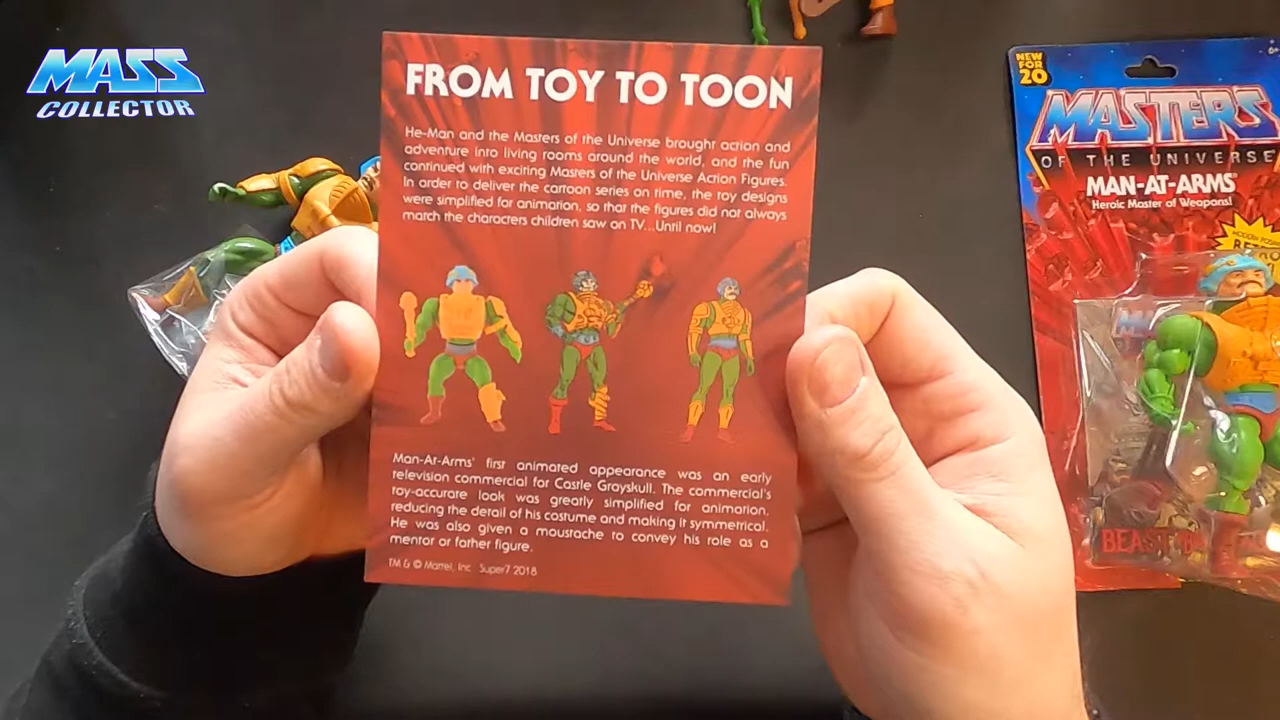 MASS
COLLECTOR
FROM TOY TO TOON
He-Man and the Masters of the Universe brought action and
adventure into living rooms around the world, and the fun
continued with exciting Masters of the Universe Action Figures.
In order to deliver the cartoon series on time, the toy designs
were simplified for animation, so that the figures did not always
match the characters children saw on TV...Until now!
Man-At-Arms' first animated appearance was an early
television commercial for Castle Grayskull. The commercial's
toy-accurate look was greatly simplified for animation,
reducing the detail of his costume and making it symmetrical.
He was also given a moustache to convey his role as a
mentor or father figure.
TM & © Mattel, Inc Super7 2018
NEW
FOR
20
MASTERS
OF THE UNIVERSE
MAN-AT-ARMS
Heroic Master of Weapons!